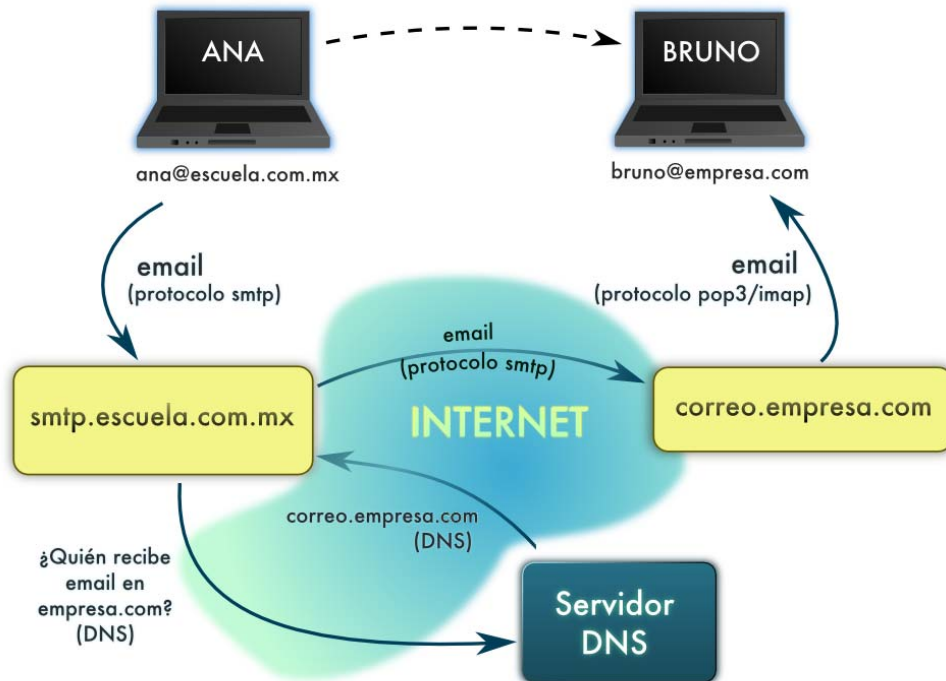 ANA
BRUNO
ana@escuela.com.mx
bruno@empresa.com
email
(protocolo smtp)
email
(protocolo pop3/imap)
email
(protocolo smtp)
smtp.escuela.com.mx
INTERNET
correo.empresa.com
correo.empresa.com
(DNS)
¿Quién recibe
email en
empresa.com?
(DNS)
Servidor
DNS